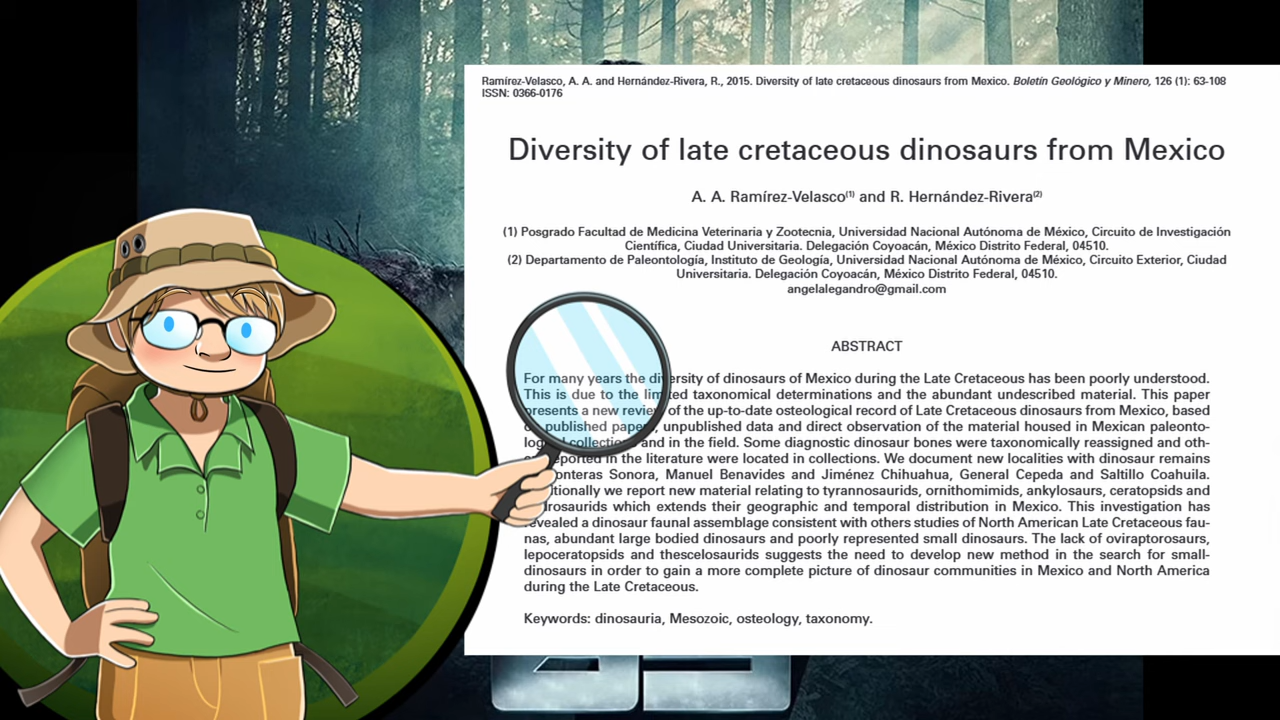 Ramírez-Velasco, A. A. and Hernández-Rivera, R., 2015. Diversity of late cretaceous dinosaurs from Mexico. Boletín Geológico y Minero, 126 (1): 63-108
ISSN: 0366-0176
Diversity of late cretaceous dinosaurs from Mexico
A. A. Ramírez-Velasco(1) and R. Hernández-Rivera(2)
(1) Posgrado Facultad de Medicina Veterinaria y Zootecnia, Universidad Nacional Autónoma de México, Circuito de Investigación
Científica, Ciudad Universitaria. Delegación Coyoacán, México Distrito Federal, 04510.
(2) Departamento de Paleontología, Instituto de Geología, Universidad Nacional Autónoma de México, Circuito Exterior, Ciudad
Universitaria. Delegación Coyoacán, México Distrito Federal, 04510.
angelalegandro@gmail.com
ABSTRACT
For many years the diversity of dinosaurs of Mexico during the Late Cretaceous has been poorly understood.
This is due to the limited taxonomical determinations and the abundant undescribed material. This paper
presents a new review of the up-to-date osteological record of Late Cretaceous dinosaurs from Mexico, based
on published papers, unpublished data and direct observation of the material housed in Mexican paleonto-
logical collections and in the field. Some diagnostic dinosaur bones were taxonomically reassigned and oth-
reported in the literature were located in collections. We document new localities with dinosaur remains
Sonora, Manuel Benavides and Jiménez Chihuahua, General Cepeda and Saltillo Coahuila.
we report new material relating to tyrannosaurids, ornithomimids, ankylosaurs, ceratopsids and
which extends their geographic and temporal distribution in Mexico. This investigation has
revealed a dinosaur faunal assemblage consistent with others studies of North American Late Cretaceous fau-
nas, abundant large bodied dinosaurs and poorly represented small dinosaurs. The lack of oviraptorosaurs,
lepoceratopsids and thescelosaurids suggests the need to develop new method in the search for small-
dinosaurs in order to gain a more complete picture of dinosaur communities in Mexico and North America
during the Late Cretaceous.
Keywords: dinosauria, Mesozoic, osteology, taxonomy.